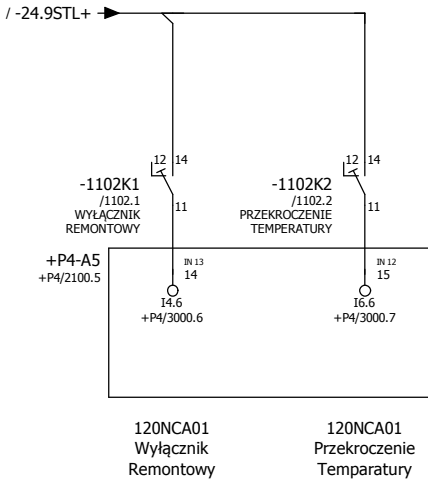 / -24.9STL+
12 14
12 14
-1102K1
/1102.1
WYŁĄCZNIK
REMONTOWY
11
-1102K2
/1102.2
PRZEKROCZENIE
TEMPERATURY
11
+P4-A5
+P4/2100.5
IN 13
14
I4.6
+P4/3000.6
IN 12
15
I6.6
+P4/3000.7
120NCA01
Wyłącznik
Remontowy
120NCA01
Przekroczenie
Temparatury